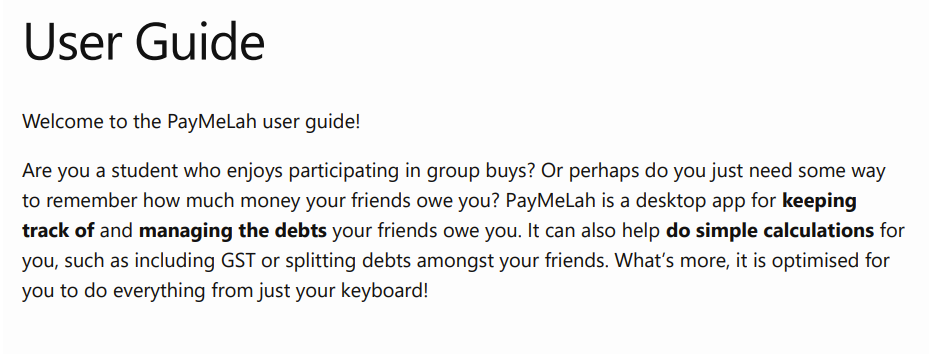 User Guide
Welcome to the PayMeLah user guide!
Are you a student who enjoys participating in group buys? Or perhaps do you just need some way
to remember how much money your friends owe you? PayMeLah is a desktop app for keeping
track of and managing the debts your friends owe you. It can also help do simple calculations for
you, such as including GST or splitting debts amongst your friends. What’s more, it is optimised for
you to do everything from just your keyboard!